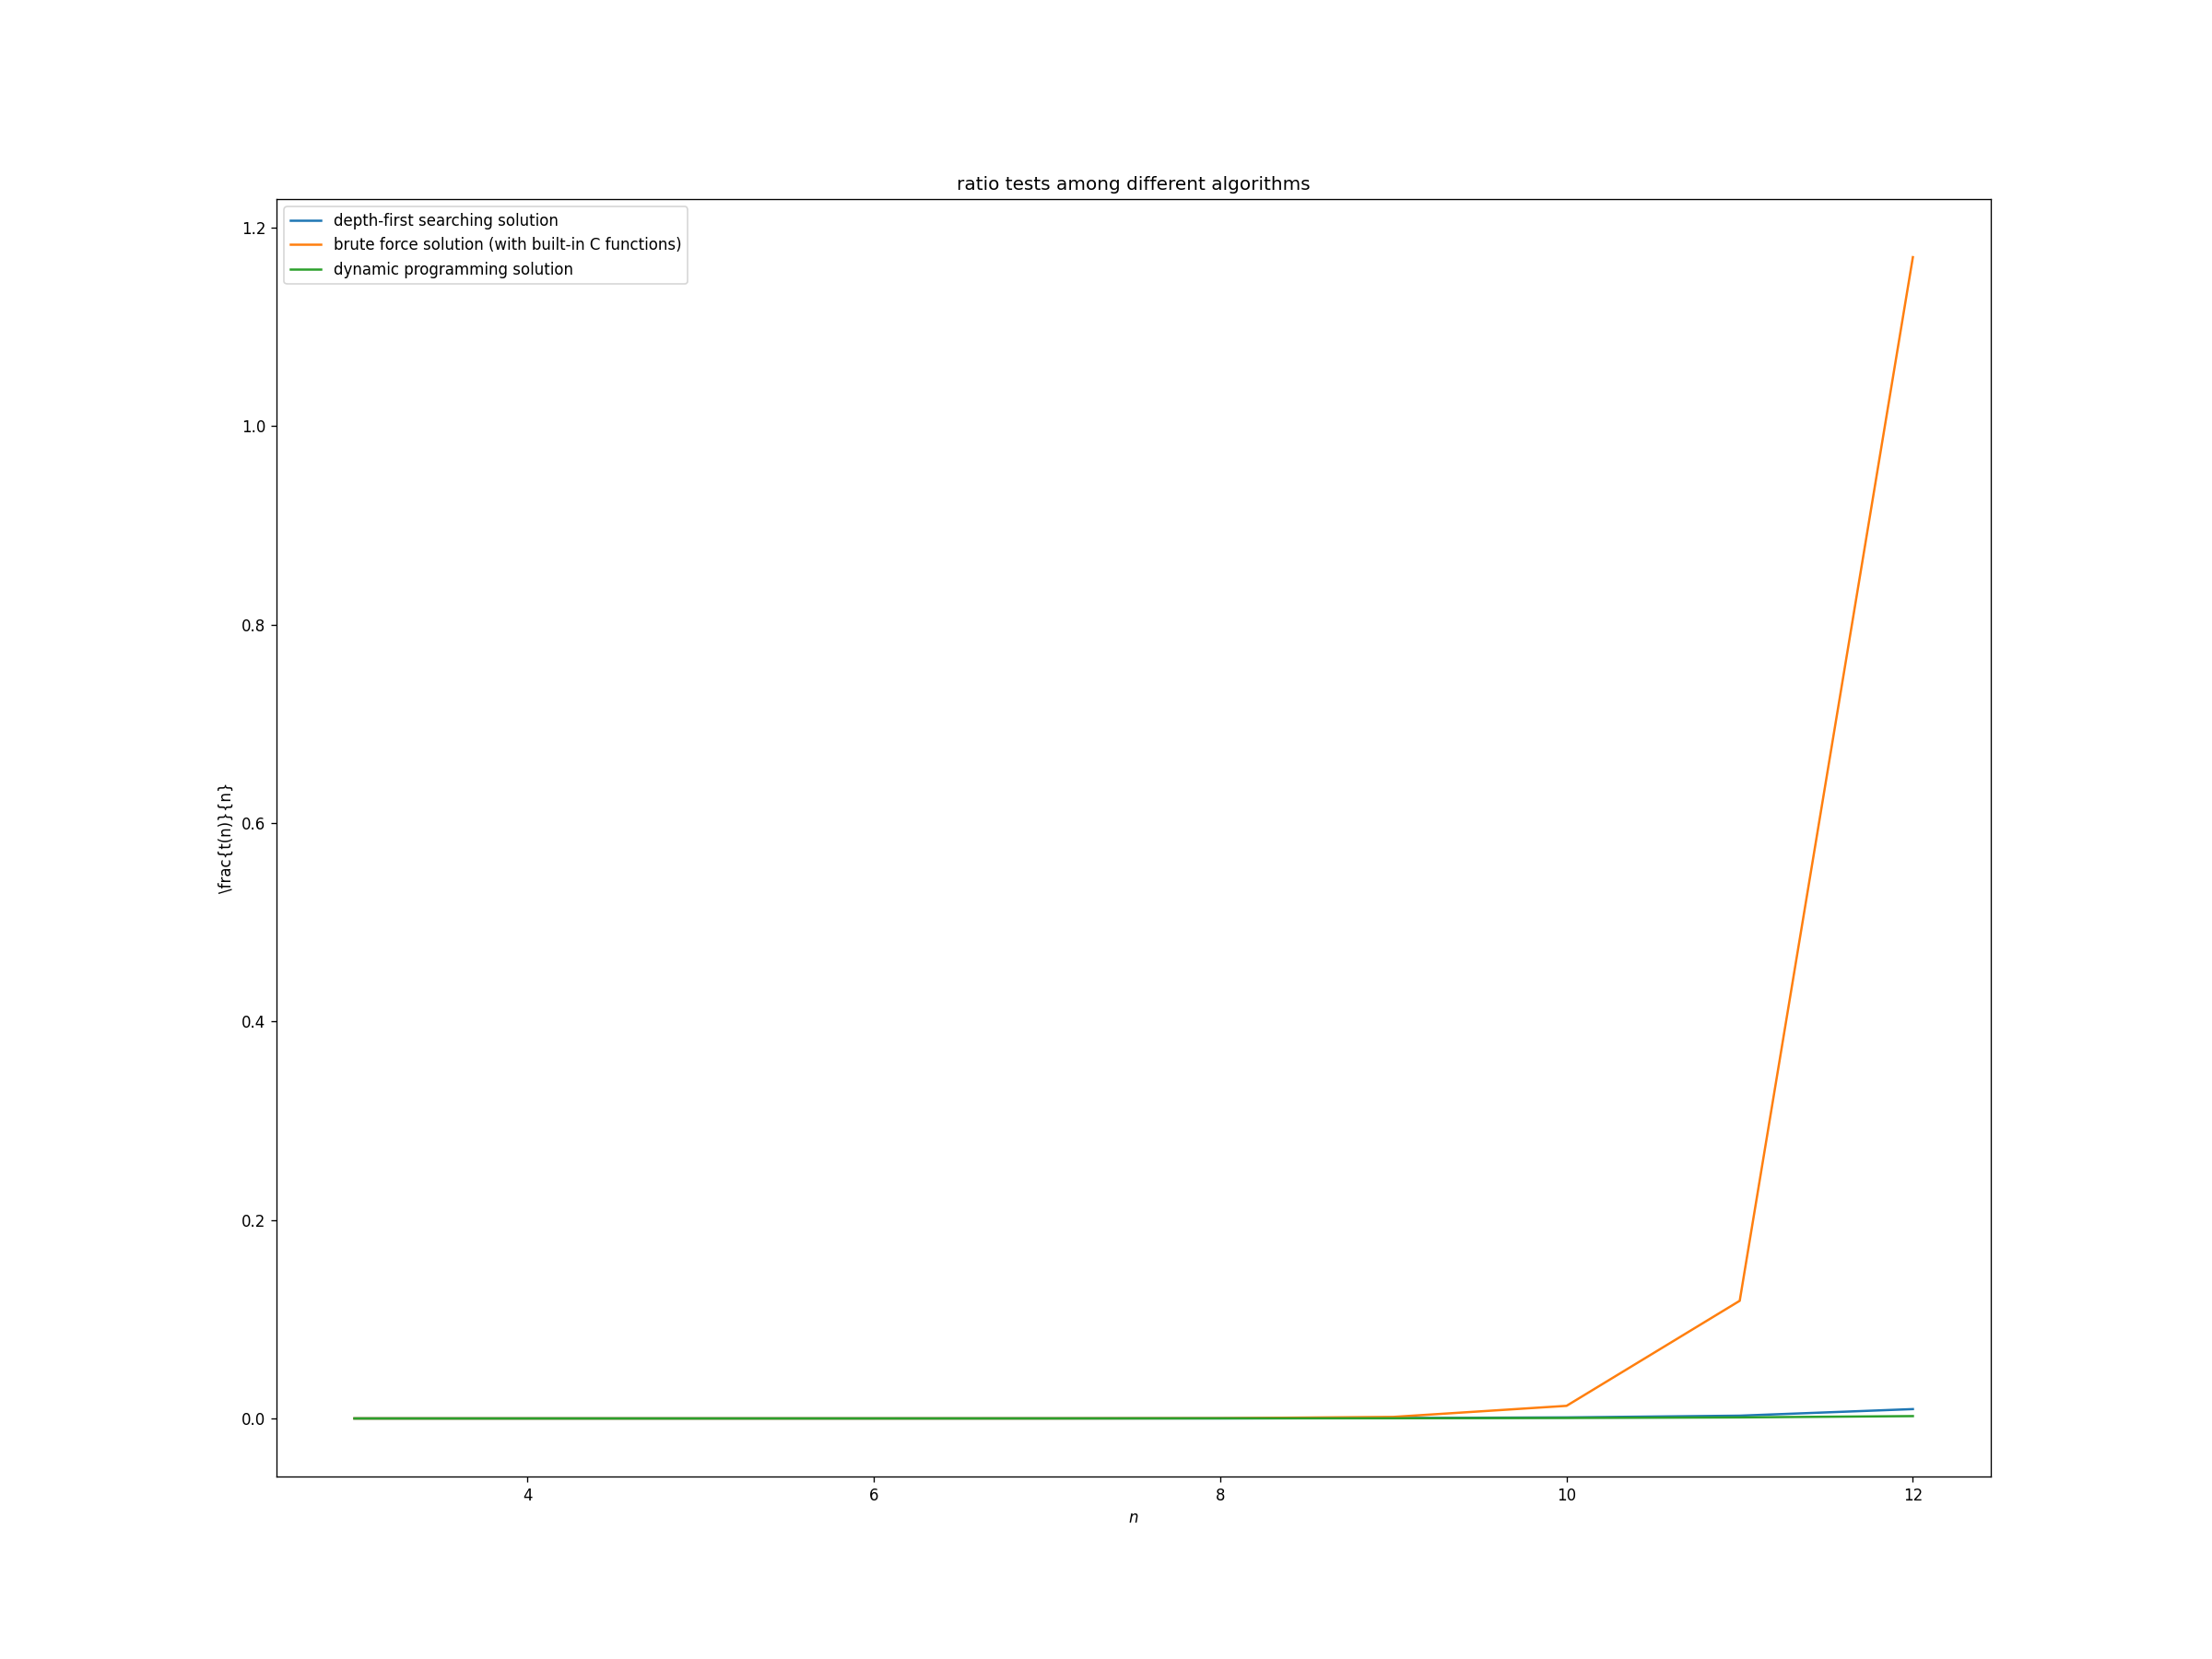 ratio tests among different algorithms
depth-first searching solution
brute force solution (with built-in C functions)
dynamic programming solution
1.2
1.0
0.8
0.6
0.4
0.2
0.0
\frac{t(n)}{n}
4 6 8 10 12
n